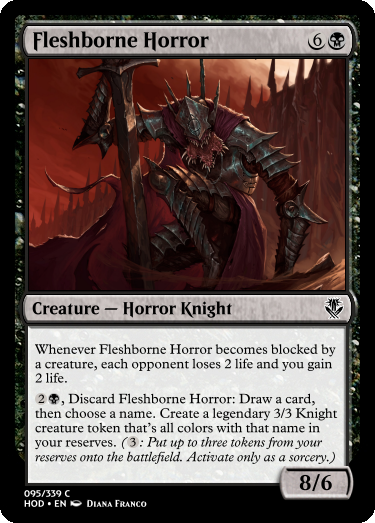 Fleshborne Horror 6
Creature — Horror Knight
Whenever Fleshborne Horror becomes blocked by
a creature, each opponent loses 2 life and you gain
2 life.
2, Discard Fleshborne Horror: Draw a card,
then choose a name. Create a legendary 3/3 Knight
creature token that's all colors with that name in
your reserves. (3: Put up to three tokens from your
reserves onto the battlefield. Activate only as a sorcery.)
8/6
095/339 C
HOD • EN Diana Franco